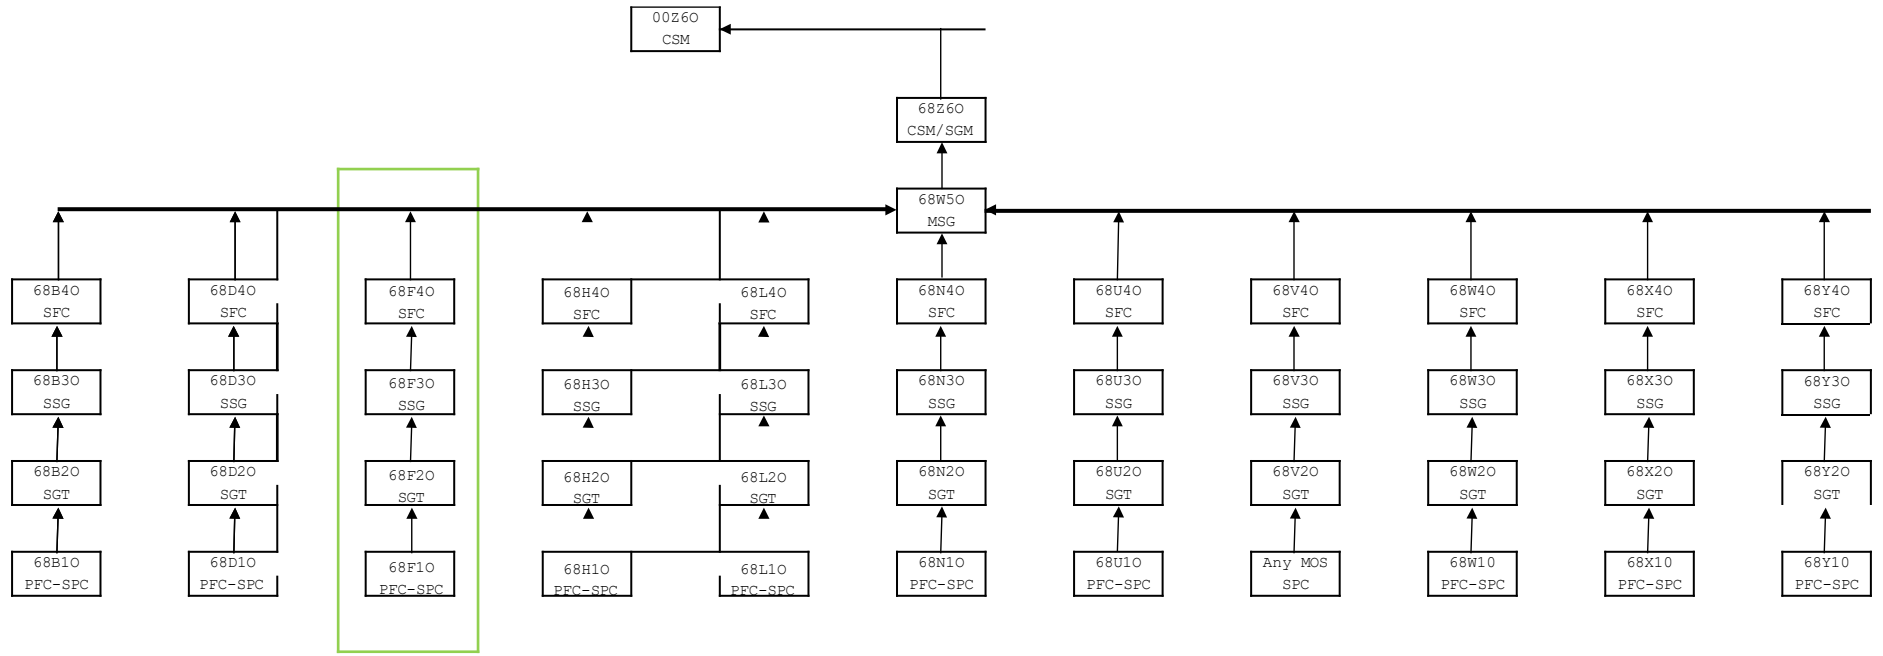 00Z6O
CSM
68Z6O
CSM/SGM
68W5O
MSG
68B4O
SFC
68D4O
SFC
68F4O
SFC
68H4O
SFC
68L4O
SFC
68N4O
SFC
68U4O
SFC
68V4O
SFC
68W4O
SFC
68X4O
SFC
68Y4O
SFC
68B3O
SSG
68D3O
SSG
68F3O
SSG
68H3O
SSG
68L3O
SSG
68N3O
SSG
68U3O
SSG
68V3O
SSG
68W3O
SSG
68X3O
SSG
68Y3O
SSG
68B2O
SGT
68D2O
SGT
68F2O
SGT
68H2O
SGT
68L2O
SGT
68N2O
SGT
68U2O
SGT
68V2O
SGT
68W2O
SGT
68X2O
SGT
68Y2O
SGT
68B1O
PFC-SPC
68D1O
PFC-SPC
68F1O
PFC-SPC
68H1O
PFC-SPC
68L1O
PFC-SPC
68N1O
PFC-SPC
68U1O
PFC-SPC
Any MOS
SPC
68W10
PFC-SPC
68X10
PFC-SPC
68Y10
PFC-SPC